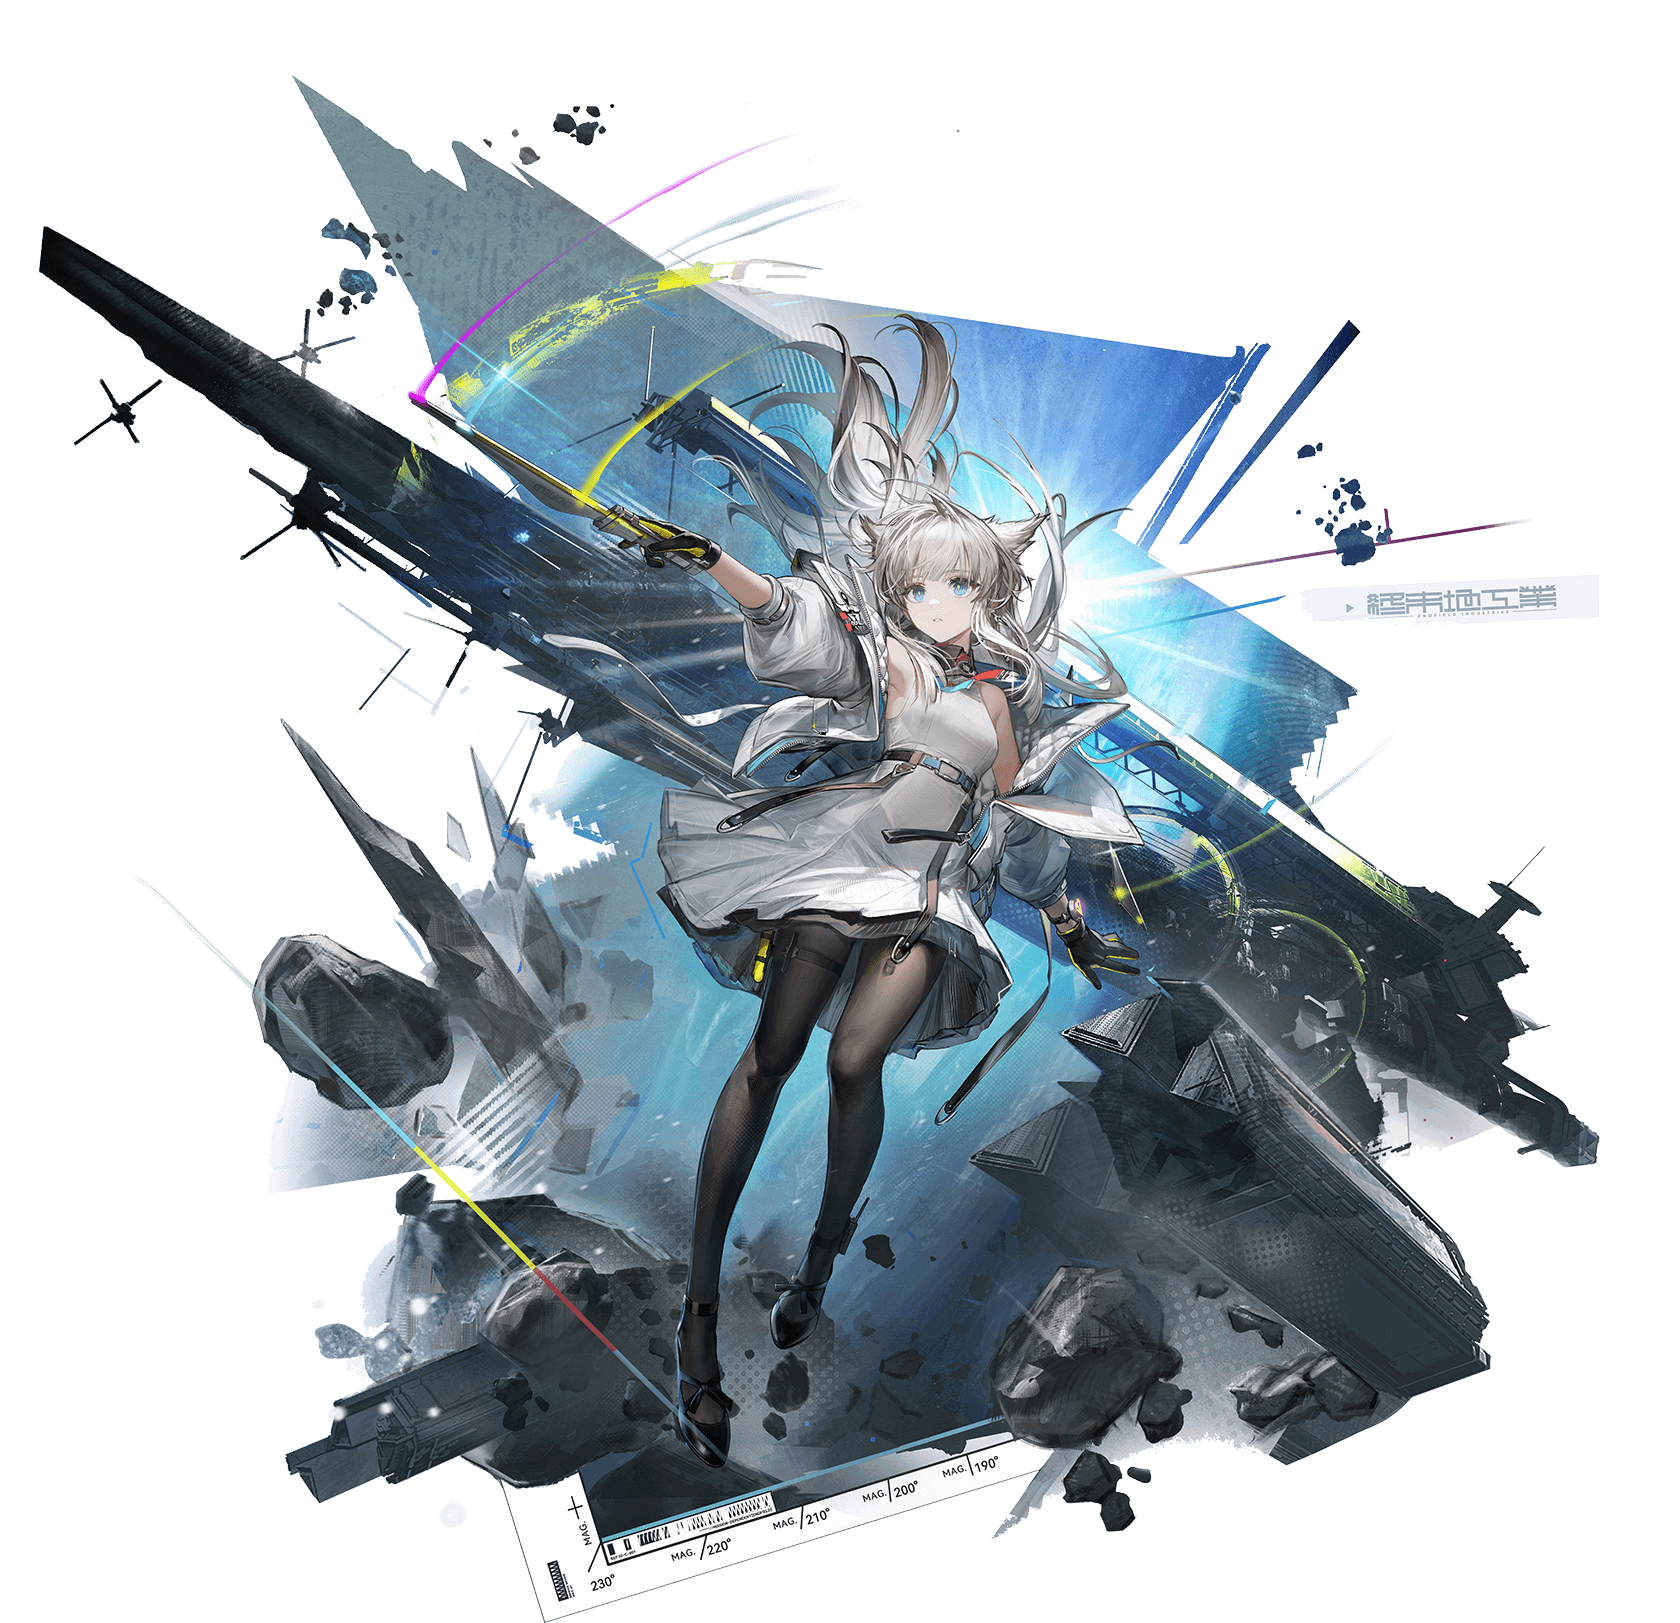 ▶ 終末地工業
ENDFIELD INDUSTRIES
MAG. 190°
MAG. 200°
MAG. 210°
MAG. 220°
230°
MAG.